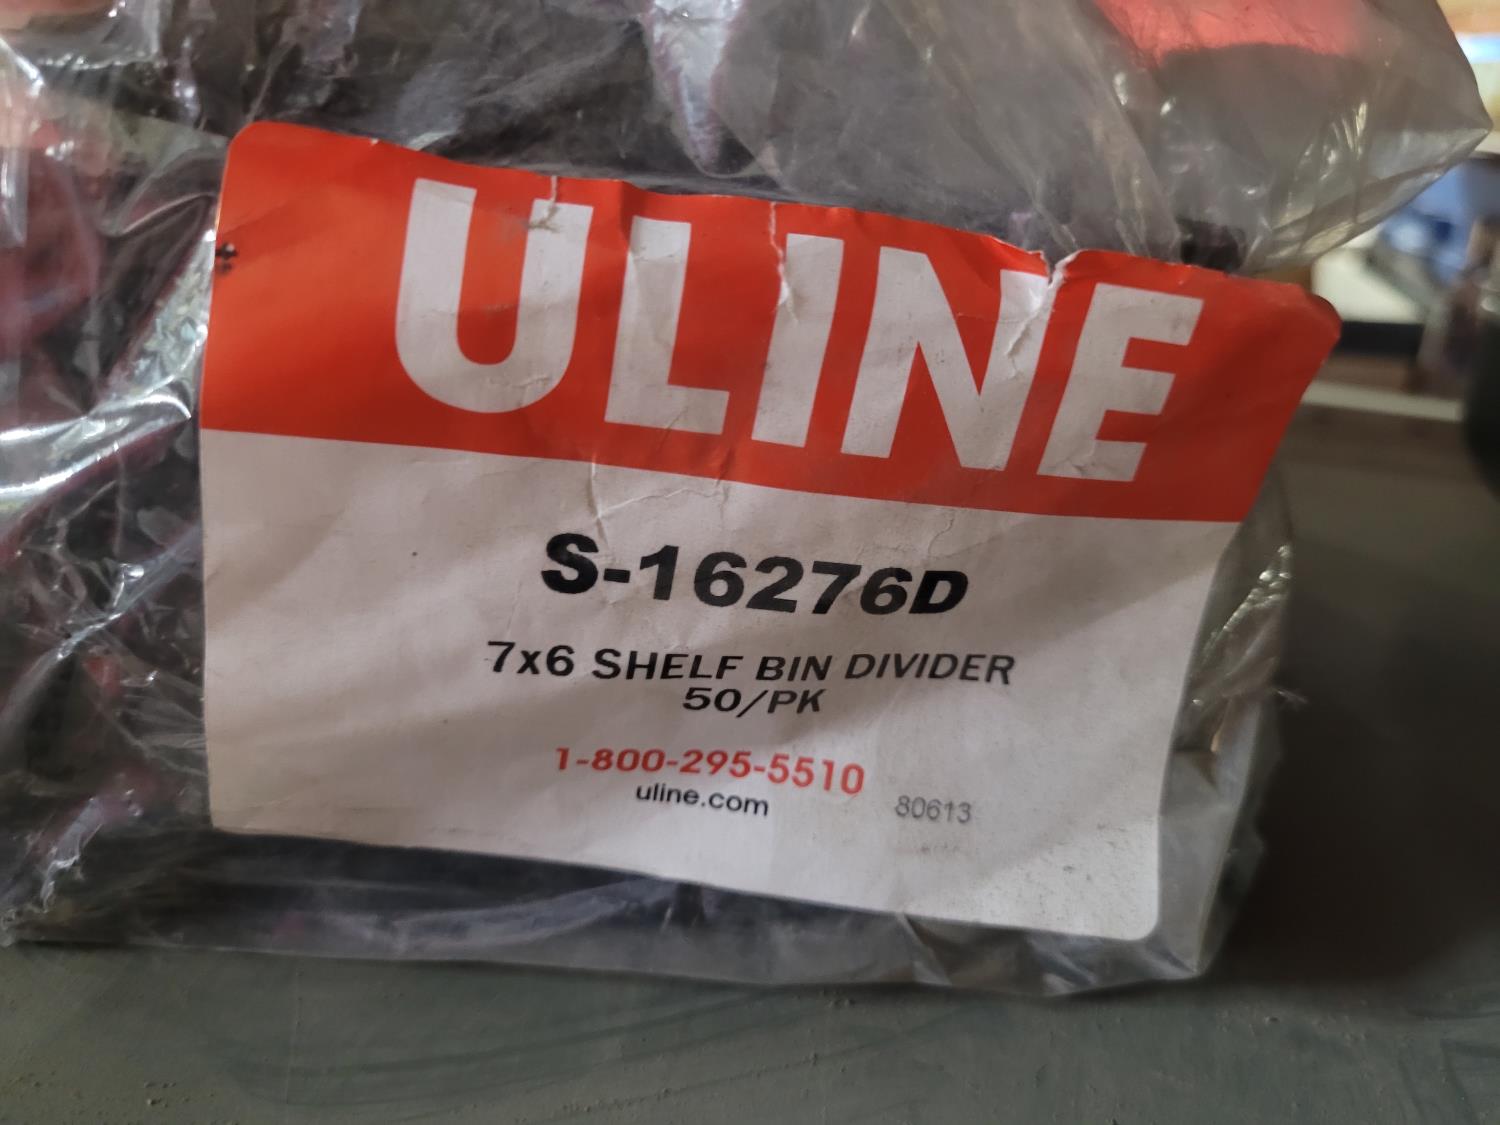 ULINE
S-16276D
7x6 SHELF BIN DIVIDER
50/PK
1-800-295-5510
uline.com
80613